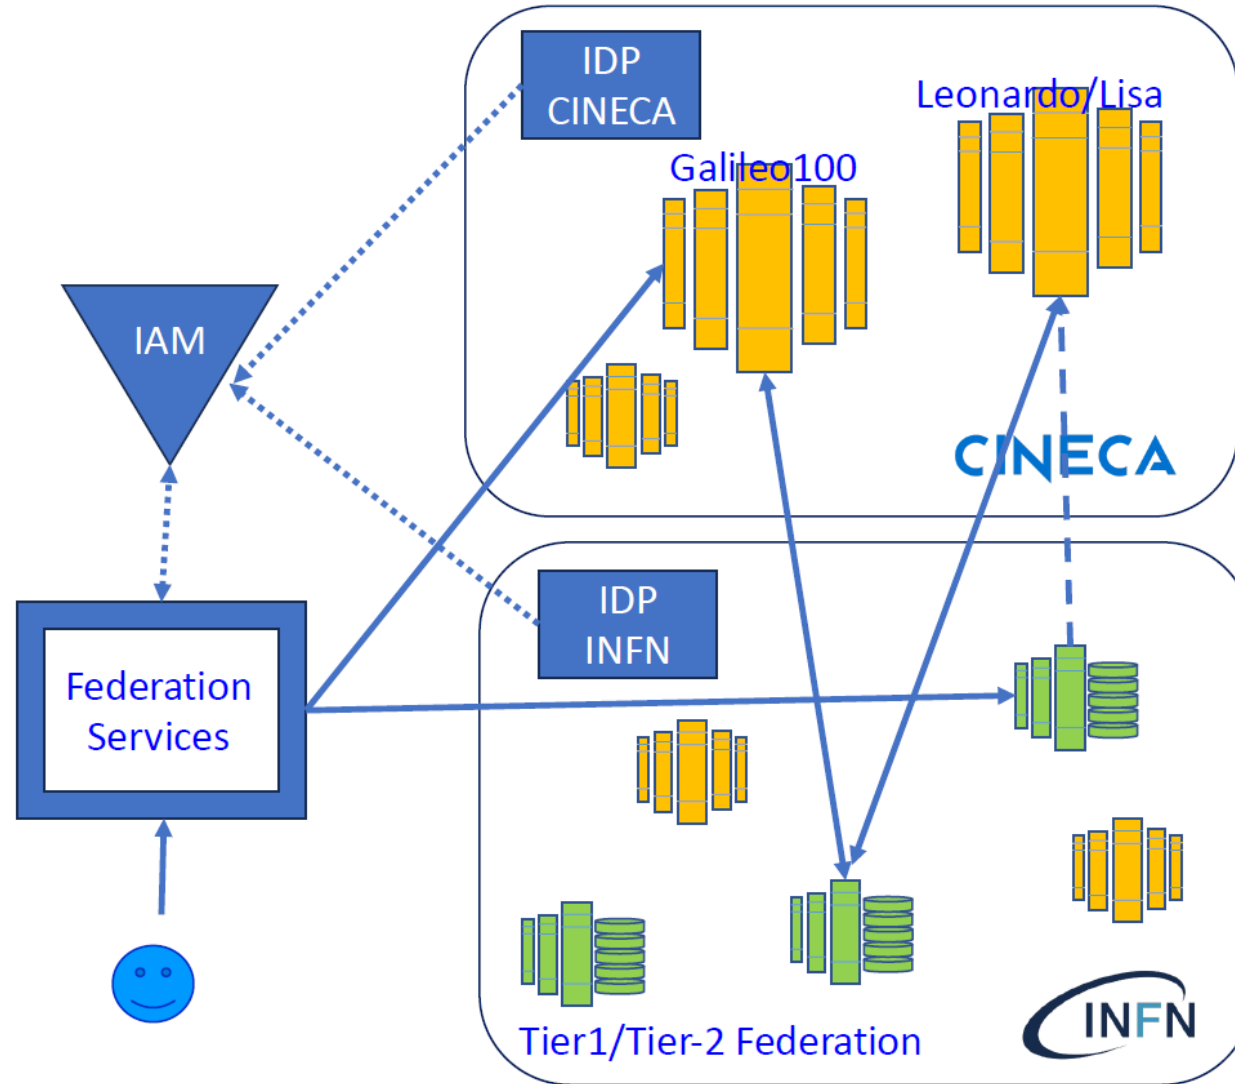 IDP
CINECA
Leonardo/Lisa
Galileo100
IAM
CINECA
IDP
INFN
Federation
Services
Tier1/Tier-2 Federation
INFN